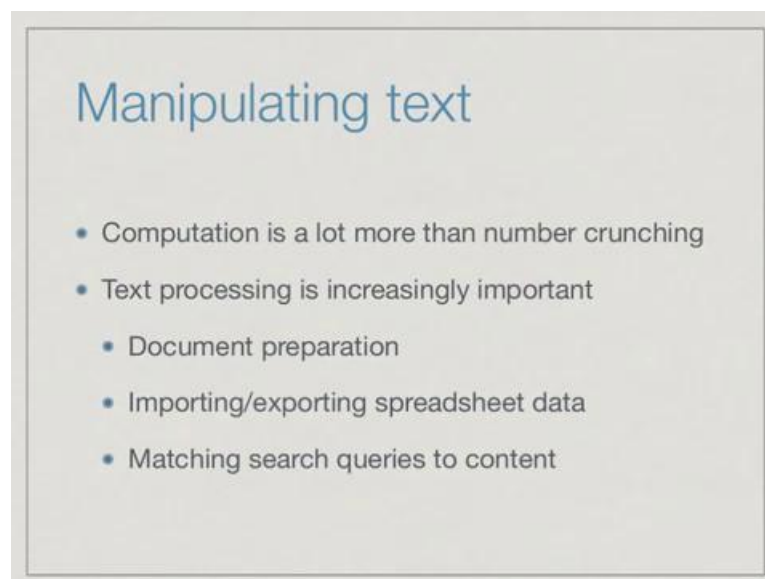 Manipulating text
• Computation is a lot more than number crunching
• Text processing is increasingly important
• Document preparation
• Importing/exporting spreadsheet data
• Matching search queries to content